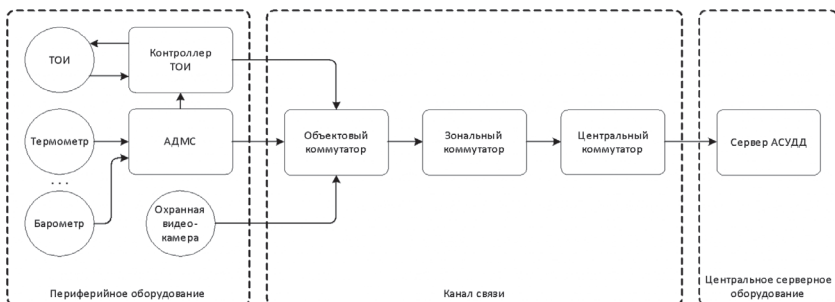 ТОИ
Контроллер
ТОИ
Термометр
АДМС
Объектовый
коммутатор
Зональный
коммутатор
Центральный
коммутатор
Сервер АСУДД
...
Барометр
Охранная
видео-
камера
Периферийное оборудование
Канал связи
Центральное серверное
оборудование